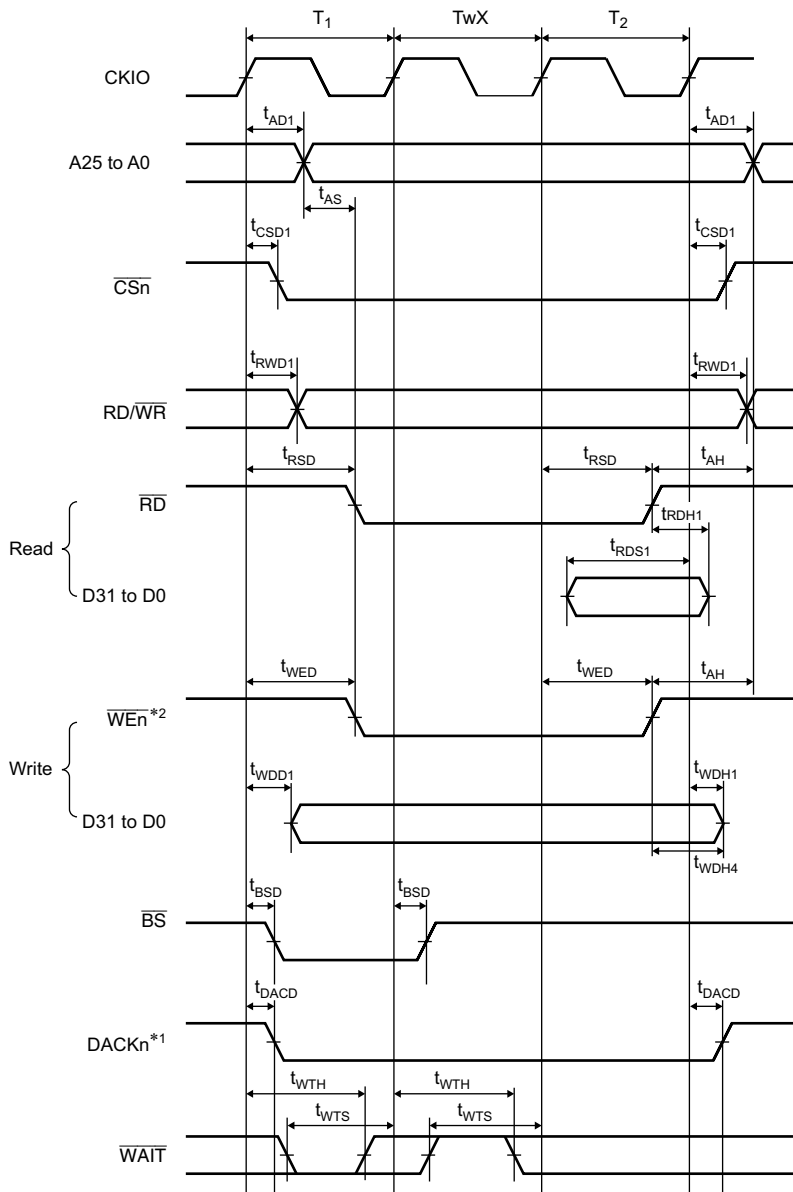 T1 TwX T2
CKIO
tAD1 tAD1
A25 to A0
tAS
tCSD1 tCSD1
CSn
tRWD1 tRWD1
RD/WR
tRSD tRSD tAH
RD
tRDH1
Read
tRDS1
D31 to D0
tWED tWED tAH
WEn*2
Write
tWDD1 tWDH1
D31 to D0
tWDH4
tBSD tBSD
BS
tDACD tDACD
DACKn*1
tWTH tWTH
tWTS tWTS
WAIT